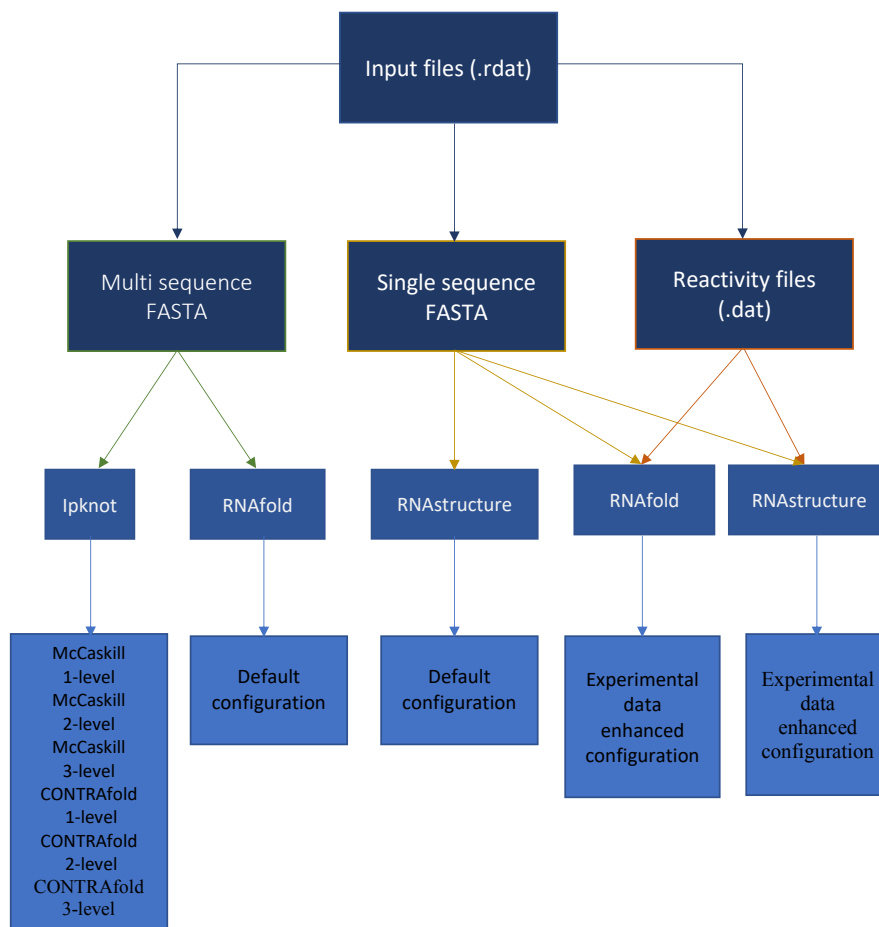 Input files (.rdat)
Multi sequence
FASTA
Single sequence
FASTA
Reactivity files
(.dat)
Ipknot
RNAfold
RNAstructure
RNAfold
RNAstructure
McCaskill
1-level
McCaskill
2-level
McCaskill
3-level
CONTRAfold
1-level
CONTRAfold
2-level
CONTRAfold
3-level
Default
configuration
Default
configuration
Experimental
data
enhanced
configuration
Experimental
data
enhanced
configuration